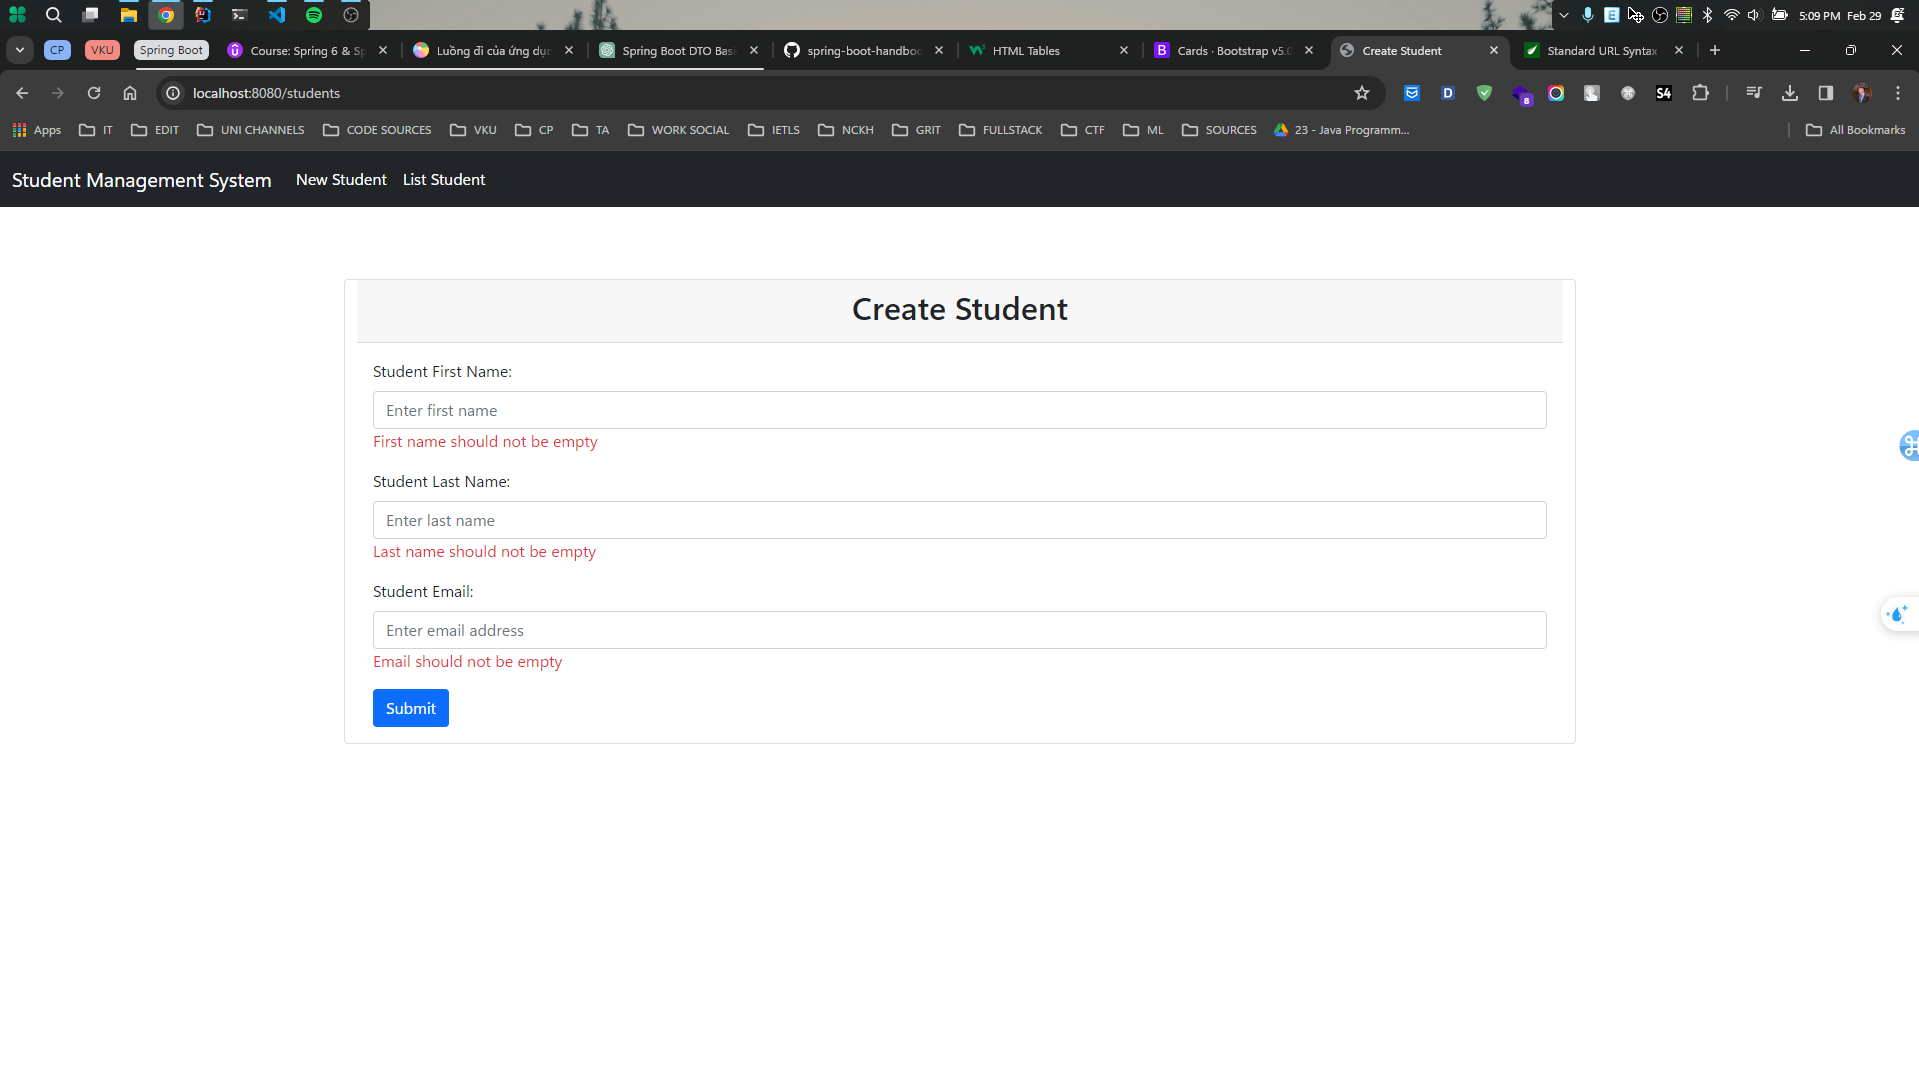 5:09 PM Feb 29
CP
VKU
Spring Boot
Course: Spring 6 & Sp
Luồng đi của ứng dụn
Spring Boot DTO Basi
spring-boot-handboo
HTML Tables
Cards · Bootstrap v5.0
Create Student
Standard URL Syntax
localhost:8080/students
8
S4
Apps
IT
EDIT
UNI CHANNELS
CODE SOURCES
VKU
CP
TA
WORK SOCIAL
IETLS
NCKH
GRIT
FULLSTACK
CTF
ML
SOURCES
23 - Java Programm...
All Bookmarks
Student Management System
New Student
List Student
Create Student
Student First Name:
Enter first name
First name should not be empty
Student Last Name:
Enter last name
Last name should not be empty
Student Email:
Enter email address
Email should not be empty
Submit